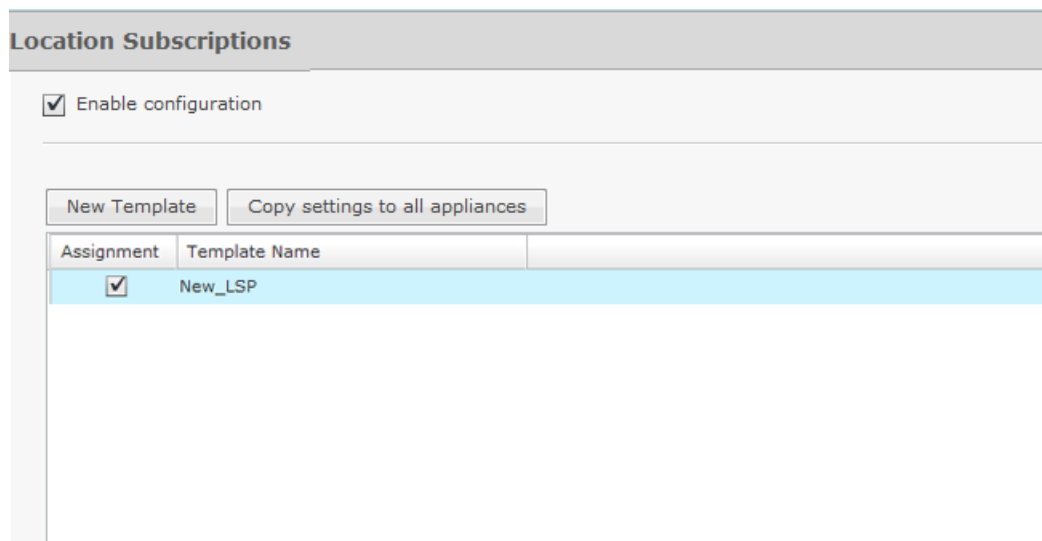 Location Subscriptions
Enable configuration
New Template Copy settings to all appliances
Assignment Template Name
New_LSP